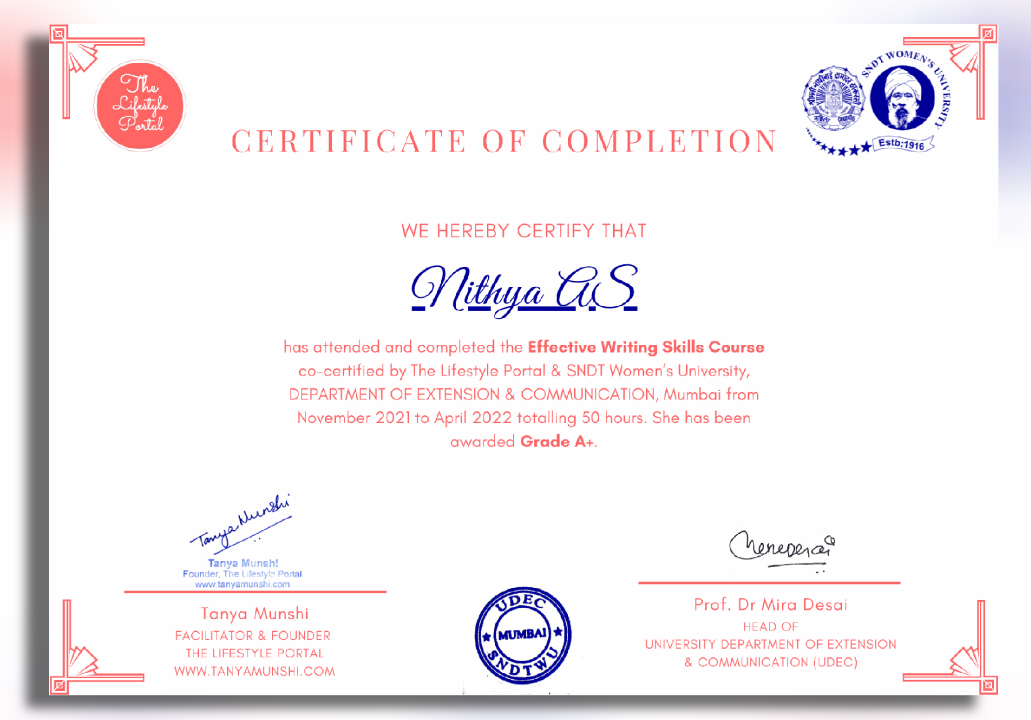 The
Lifestyle
Portal
SNDT WOMEN'S UNIVERSITY
Estb:1916
CERTIFICATE OF COMPLETION
WE HEREBY CERTIFY THAT
Nithya AS
has attended and completed the Effective Writing Skills Course
co-certified by The Lifestyle Portal & SNDT Women's University,
DEPARTMENT OF EXTENSION & COMMUNICATION, Mumbai from
November 2021 to April 2022 totalling 50 hours. She has been
awarded Grade A+.
Tanya Munshi
Tanya Munshi
Founder, The Lifestyle Portal
www.tanyamunshi.com
Tanya Munshi
FACILITATOR & FOUNDER
THE LIFESTYLE PORTAL
WWW.TANYAMUNSHI.COM
UDEC
MUMBAI
SNDTWU
Prof. Dr Mira Desai
HEAD OF
UNIVERSITY DEPARTMENT OF EXTENSION
& COMMUNICATION (UDEC)